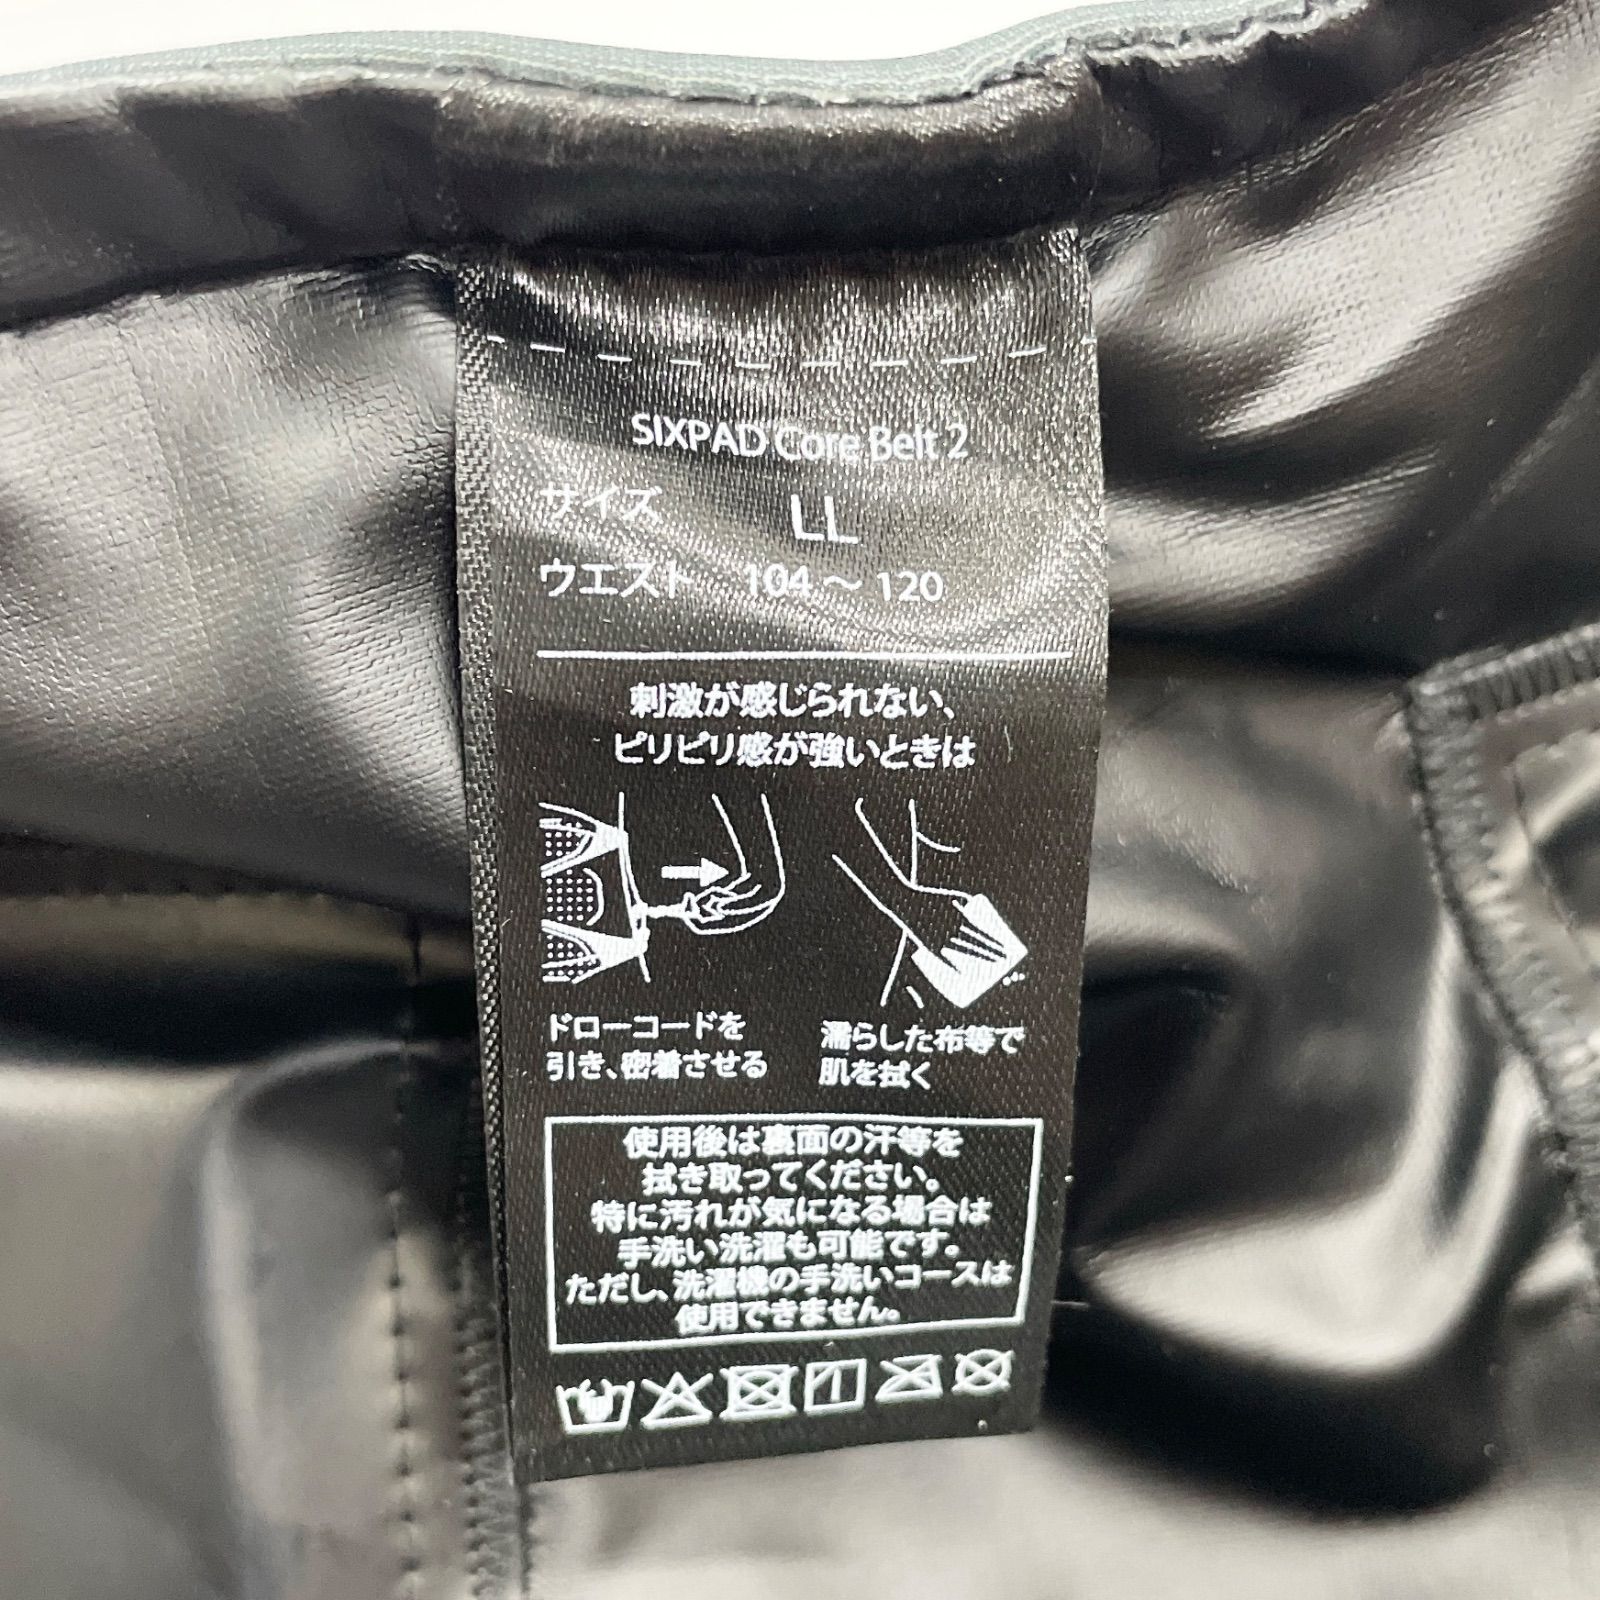 SIXPAD Core Belt 2
サイズ LL
ウエスト 104～120
刺激が感じられない、
ピリピリ感が強いときは
ドローコードを
引き、密着させる
濡らした布等で
肌を拭く
使用後は裏面の汗等を
拭き取ってください。
特に汚れが気になる場合は
手洗い洗濯も可能です。
ただし、洗濯機の手洗いコースは
使用できません。